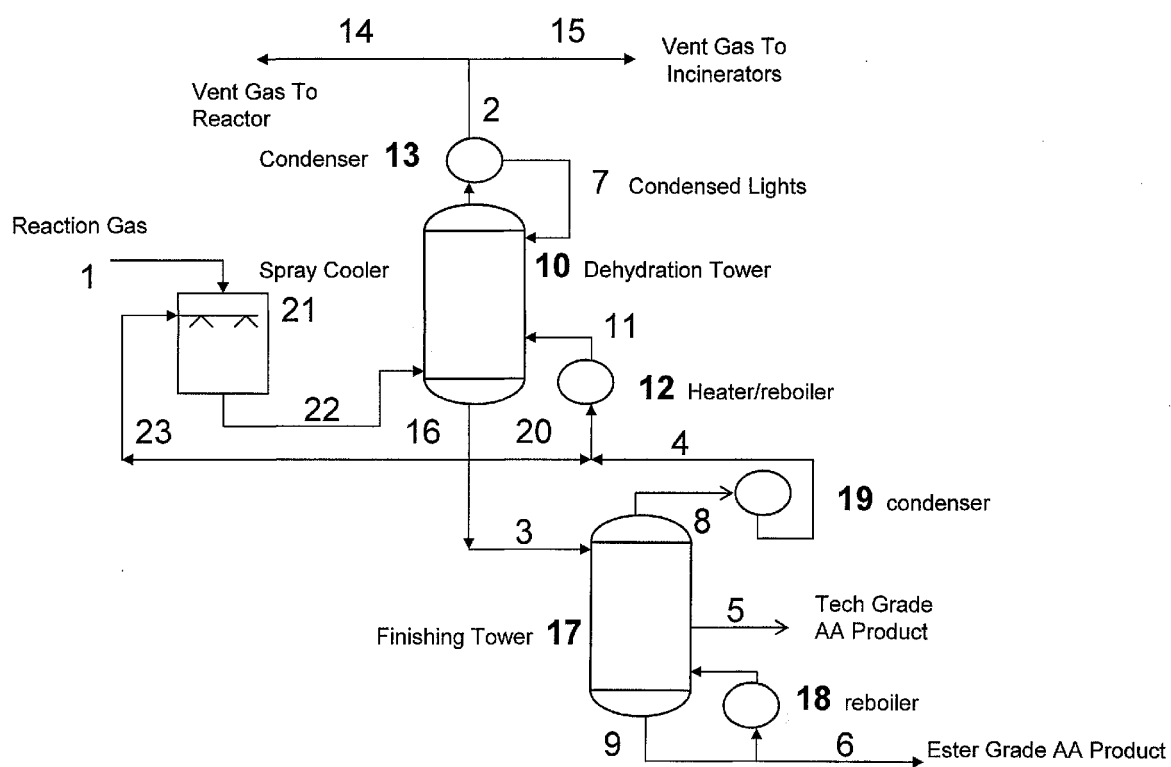 14
15
Vent Gas To
Incinerators
Vent Gas To
Reactor
2
Condenser 13
7 Condensed Lights
Reaction Gas
1
Spray Cooler
10 Dehydration Tower
21
11
12 Heater/reboiler
22
16
20
23
4
19 condenser
8
3
Tech Grade
AA Product
5
Finishing Tower 17
18 reboiler
9
6
Ester Grade AA Product